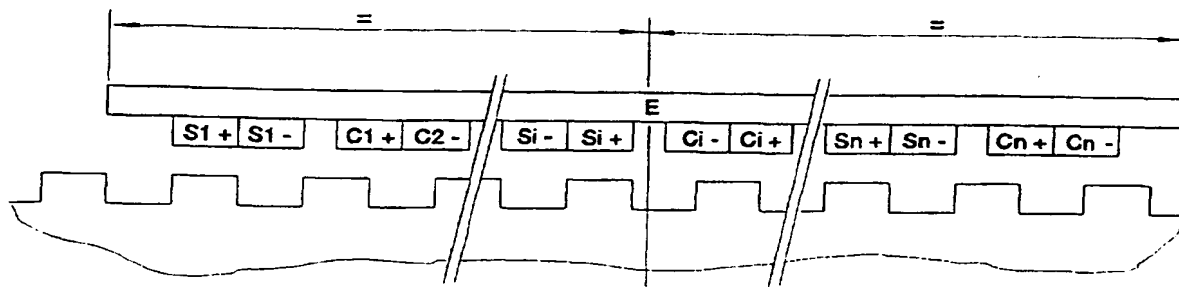 = =
E
S1 + S1 - C1 + C2 - Si - Si + Ci - Ci + Sn + Sn - Cn + Cn -